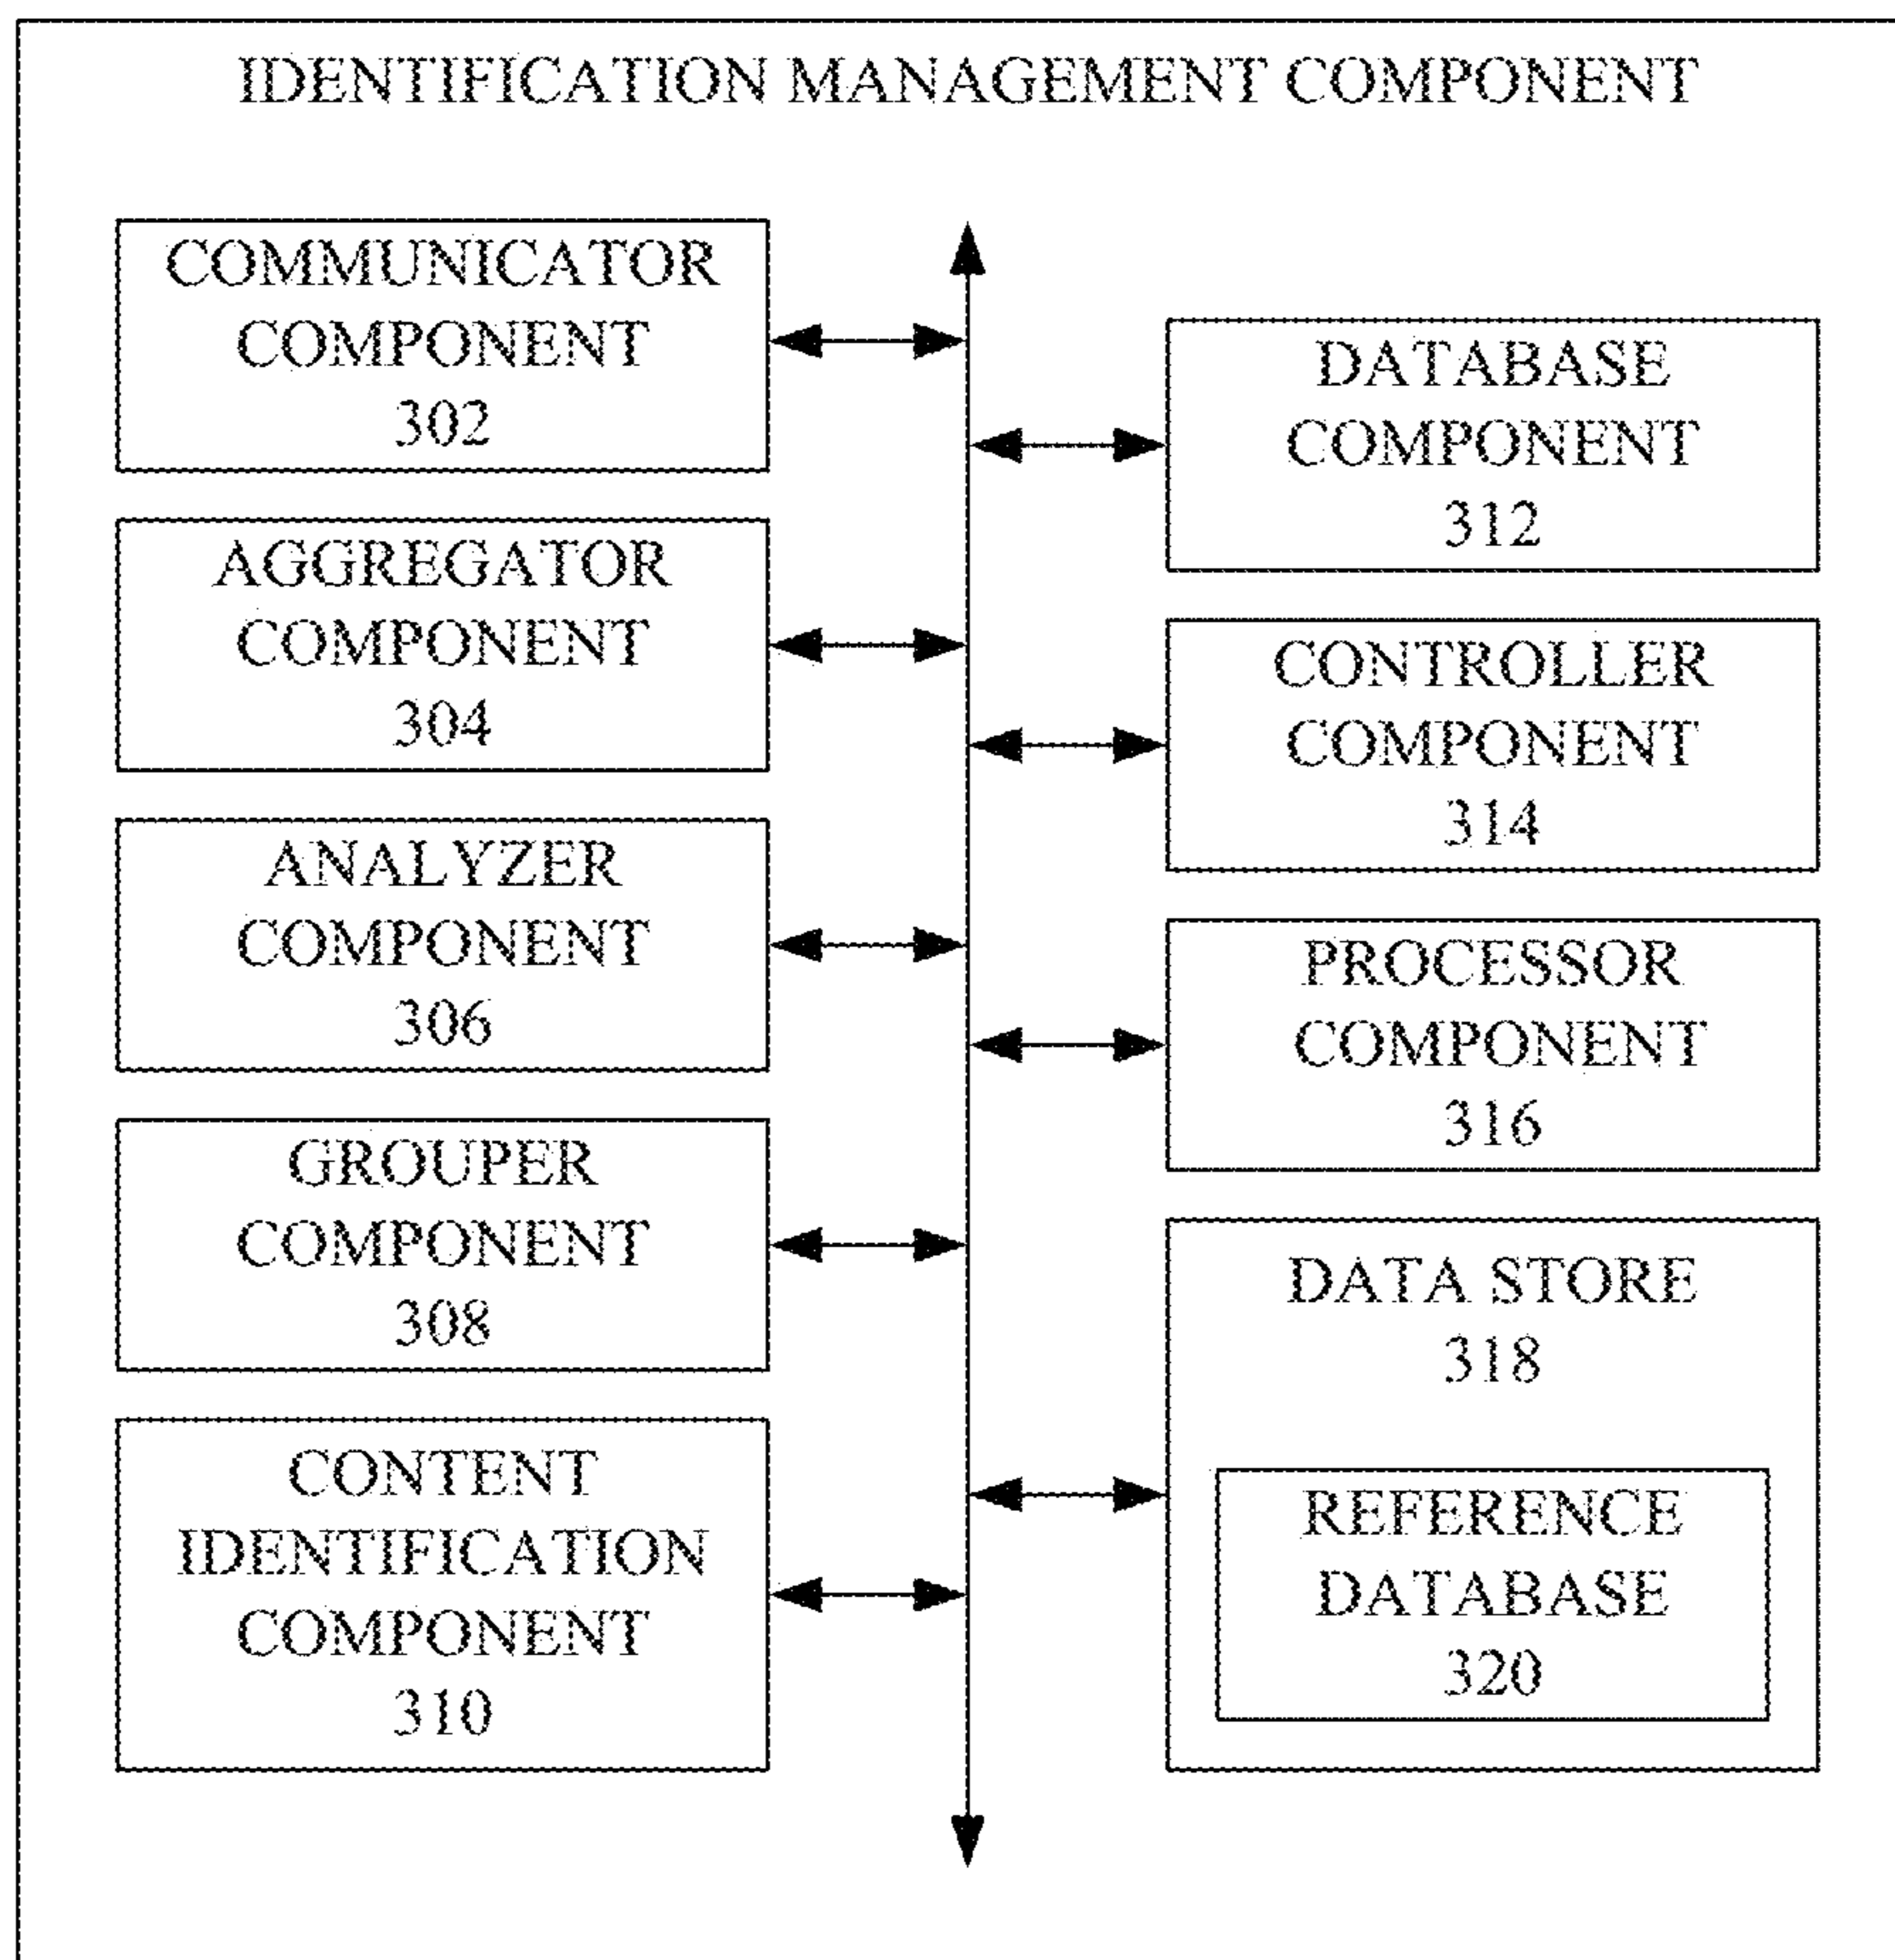 IDENTIFICATION MANAGEMENT COMPONENT
COMMUNICATOR
COMPONENT
302
AGGREGATOR
COMPONENT
304
ANALYZER
COMPONENT
306
GROUPER
COMPONENT
308
CONTENT
IDENTIFICATION
COMPONENT
310
DATABASE
COMPONENT
312
CONTROLLER
COMPONENT
314
PROCESSOR
COMPONENT
316
DATA STORE
318
REFERENCE
DATABASE
320